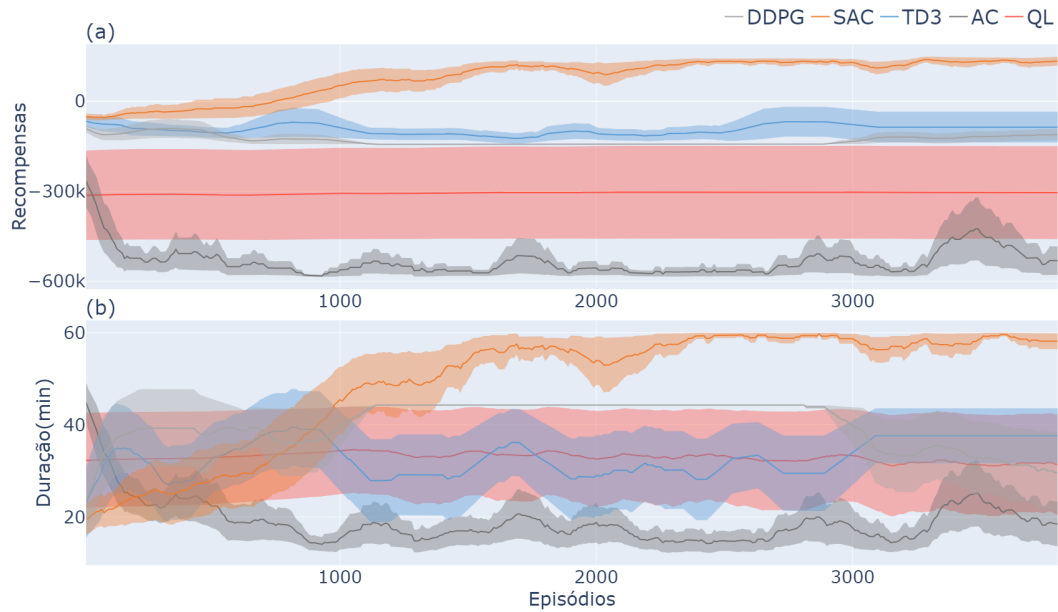 DDPG SAC TD3 AC QL
(a)
Recompensas
0
−300k
−600k
1000 2000 3000
(b)
Duração(min)
60
40
20
1000 2000 3000
Episódios